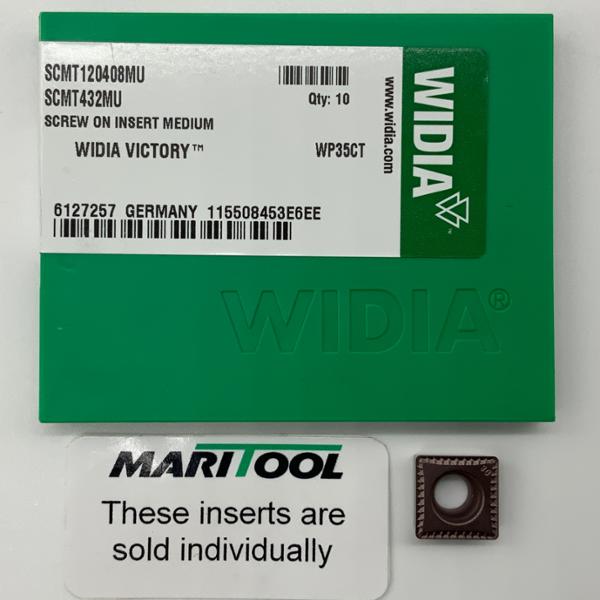 SCMT120408MU
SCMT432MU
Qty: 10
SCREW ON INSERT MEDIUM
WIDIA VICTORY™
WP35CT
6127257 GERMANY 115508453E6EE
www.widia.com
WIDIA
WIDIA®
MARITOOL
These inserts are
sold individually